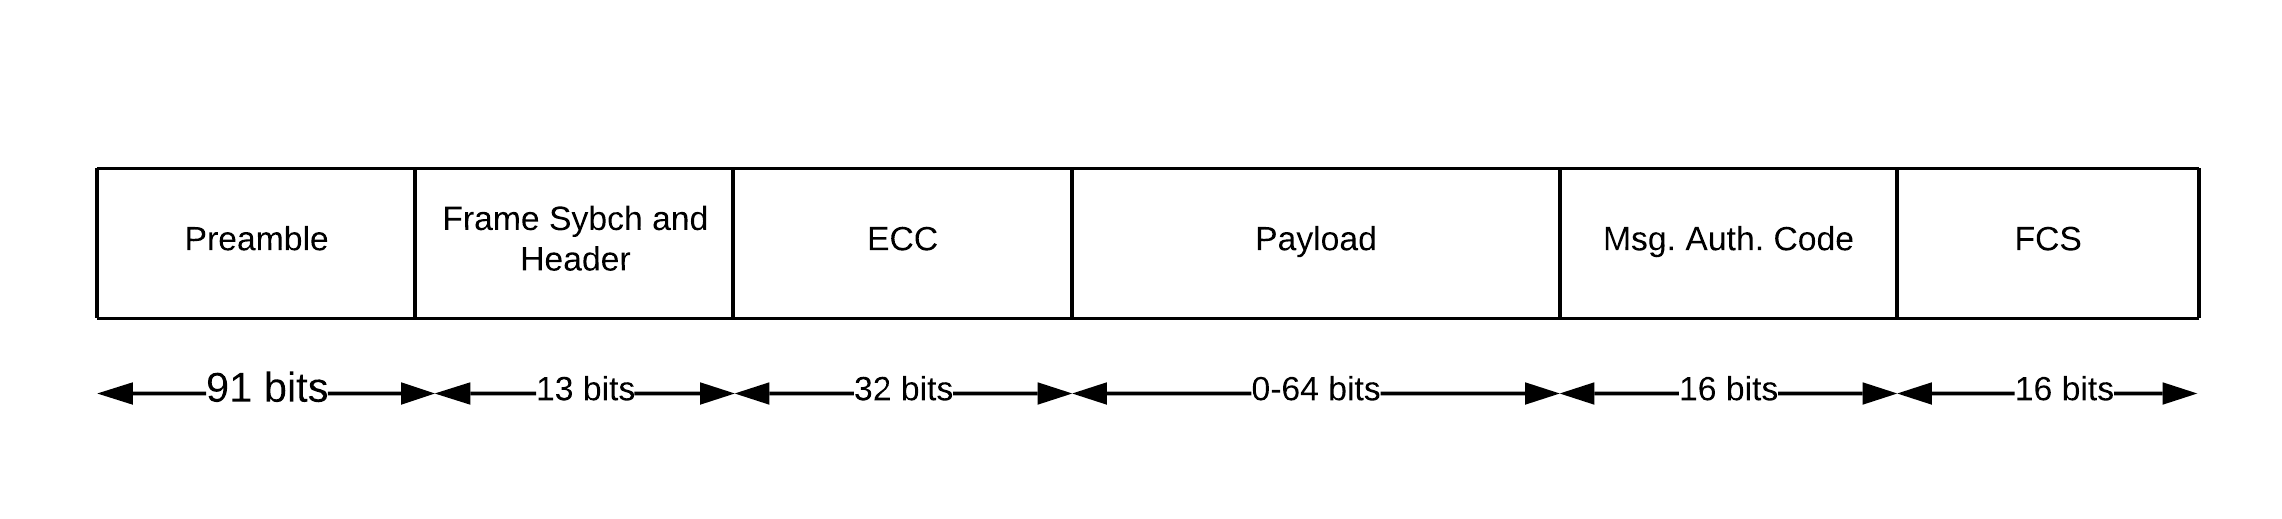 Preamble
Frame Sybch and
Header
ECC
Payload
Msg. Auth. Code
FCS
91 bits
13 bits
32 bits
0-64 bits
16 bits
16 bits